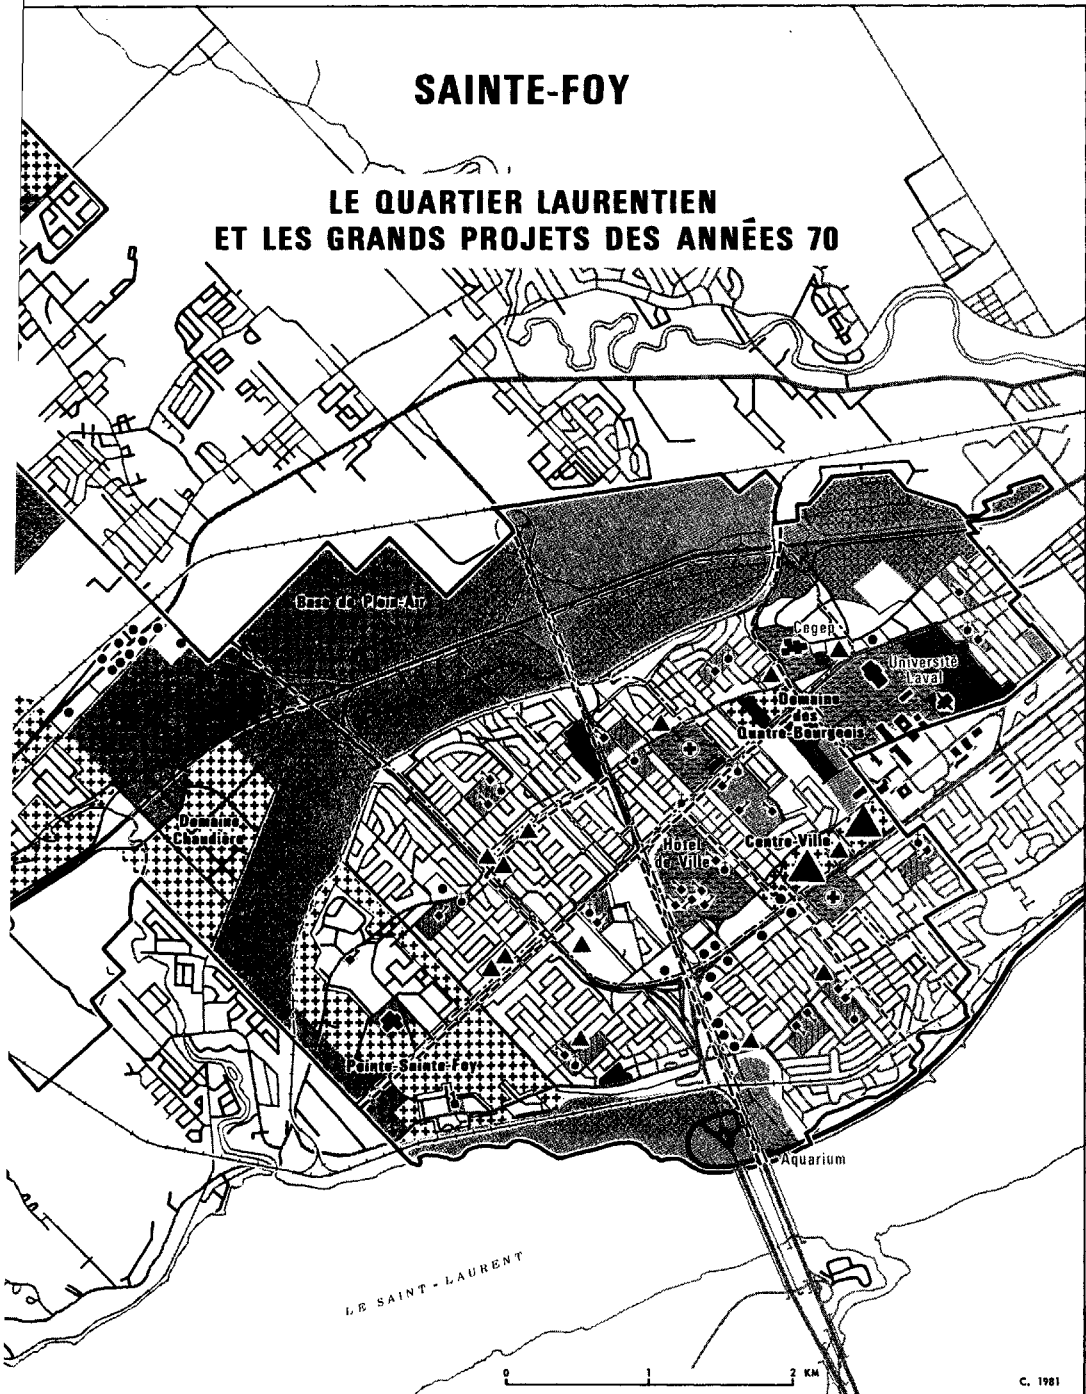 SAINTE-FOY
LE QUARTIER LAURENTIEN
ET LES GRANDS PROJETS DES ANNÉES 70
Base de Plein-Air
Cegep
Université
Laval
Domaine
des
Quatre-Bourgeois
Domaine
Chaudière
Hôtel
de Ville
Centre-Ville
Pointe-Sainte-Foy
Aquarium
LE SAINT-LAURENT
0 1 2 KM
C. 1981